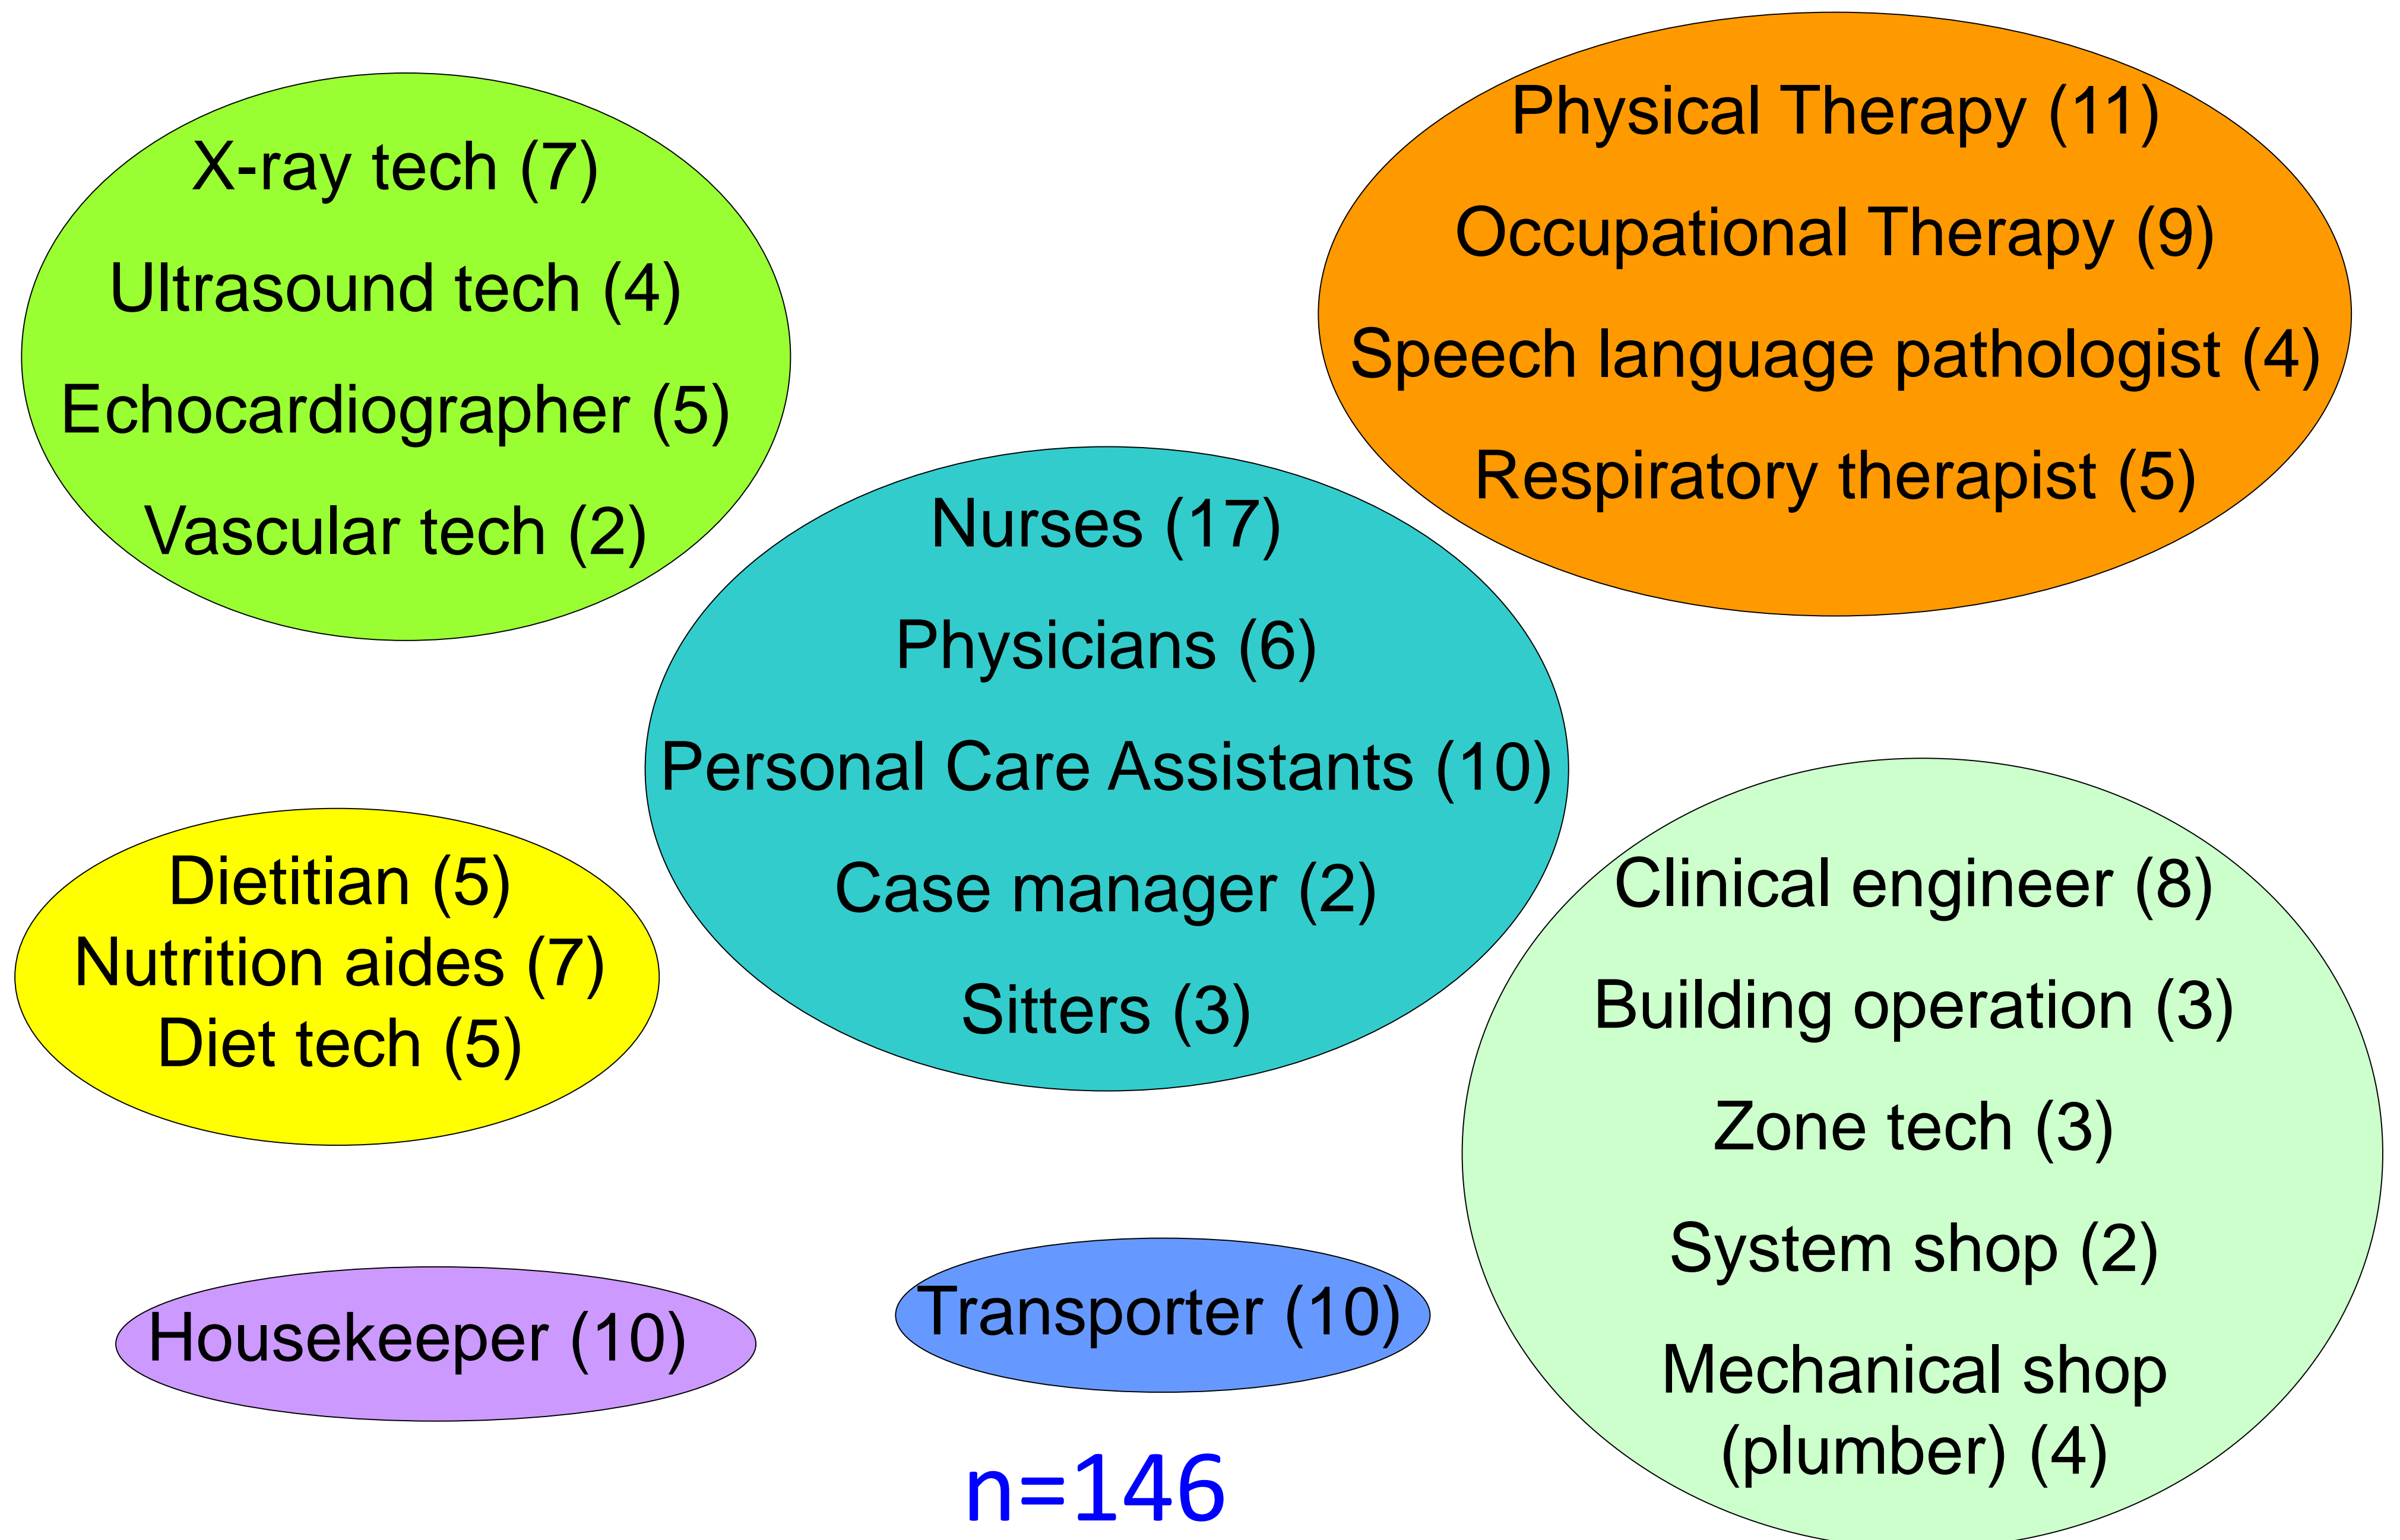 X-ray tech (7)
Ultrasound tech (4)
Echocardiographer (5)
Vascular tech (2)
Physical Therapy (11)
Occupational Therapy (9)
Speech language pathologist (4)
Respiratory therapist (5)
Nurses (17)
Physicians (6)
Personal Care Assistants (10)
Case manager (2)
Sitters (3)
Dietitian (5)
Nutrition aides (7)
Diet tech (5)
Clinical engineer (8)
Building operation (3)
Zone tech (3)
System shop (2)
Mechanical shop
(plumber) (4)
Housekeeper (10)
Transporter (10)
n=146